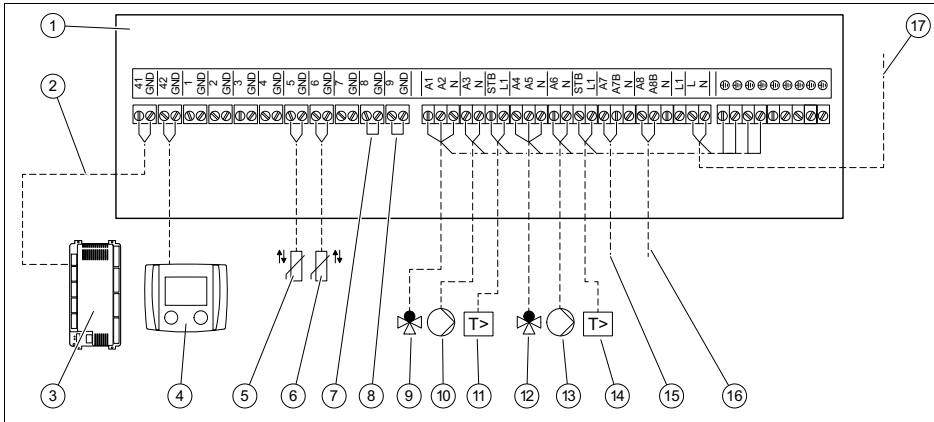 1
17
41 GND 42 GND 1 GND 2 GND 3 GND 4 GND 5 GND 6 GND 7 GND 8 GND 9 GND A1 A2 N A3 N STB L1 A4 A5 N A6 N STB L1 A7 A7B N A8 A8B N L1 L N
2
T>
T>
3 4 5 6 7 8 9 10 11 12 13 14 15 16